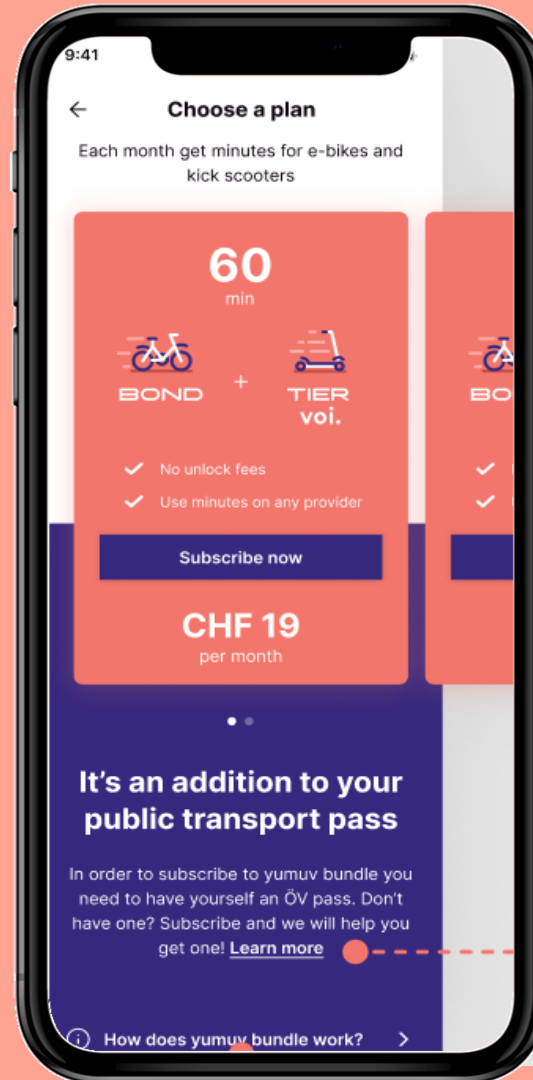 9:41
Choose a plan
Each month get minutes for e-bikes and
kick scooters
60
min
BOND + TIER
voi.
BO
No unlock fees
Use minutes on any provider
Subscribe now
CHF 19
per month
It’s an addition to your
public transport pass
In order to subscribe to yumuv bundle you
need to have yourself an ÖV pass. Don’t
have one? Subscribe and we will help you
get one! Learn more
How does yumuv bundle work?